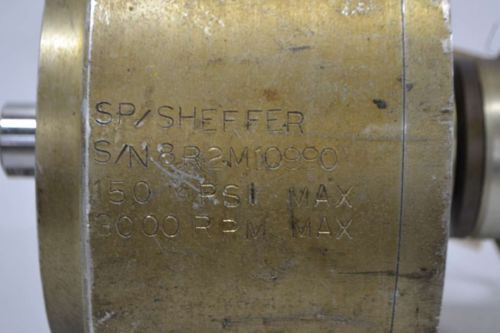 SP/SHEFFER
S/N 8R2M10990
150 PSI MAX
3000 RPM MAX